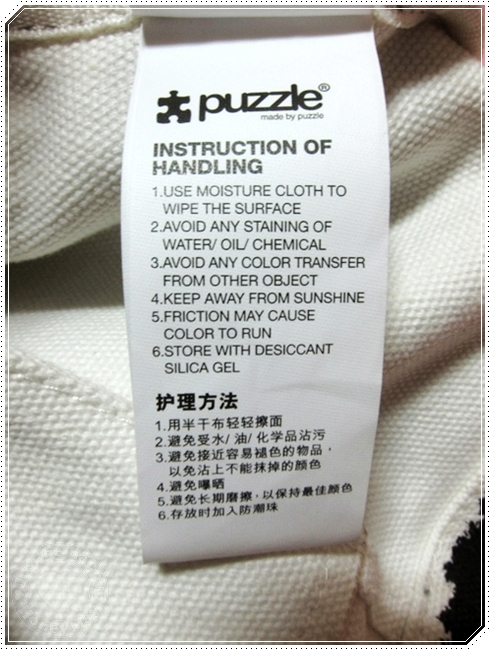 puzzle®
made by puzzle
INSTRUCTION OF
HANDLING
1.USE MOISTURE CLOTH TO
WIPE THE SURFACE
2.AVOID ANY STAINING OF
WATER/ OIL/ CHEMICAL
3.AVOID ANY COLOR TRANSFER
FROM OTHER OBJECT
4.KEEP AWAY FROM SUNSHINE
5.FRICTION MAY CAUSE
COLOR TO RUN
6.STORE WITH DESICCANT
SILICA GEL
护理方法
1.用半干布轻轻擦面
2.避免受水/ 油/ 化学品沾污
3.避免接近容易褪色的物品，
以免沾上不能抹掉的颜色
4.避免曝晒
5.避免长期磨擦，以保持最佳颜色
6.存放时加入防潮珠